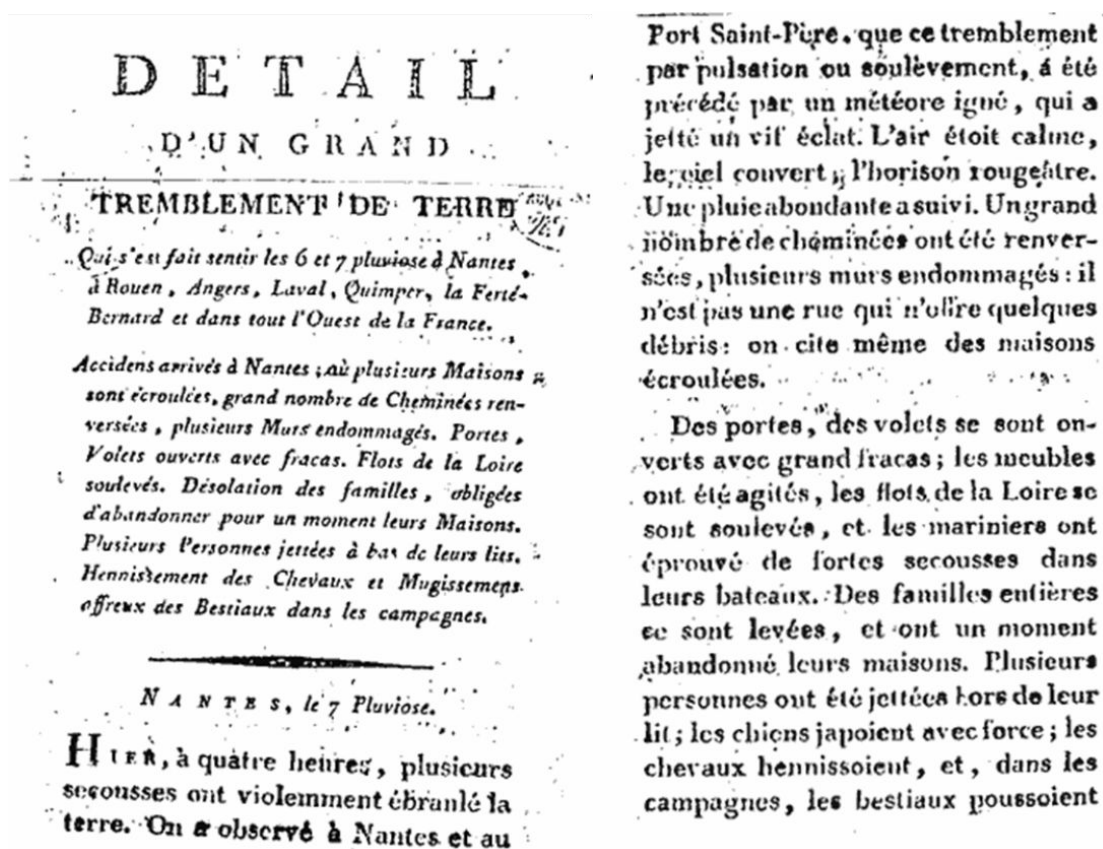 DETAIL
D'UN GRAND
TREMBLEMENT DE TERRE
Qui s'est fait sentir les 6 et 7 pluviose à Nantes,
à Rouen, Angers, Laval, Quimper, la Ferté-
Bernard et dans tout l'Ouest de la France.
Accidens arrivés à Nantes ; où plusieurs Maisons
sont écroulées, grand nombre de Cheminées ren-
versées, plusieurs Murs endommagés. Portes,
Volets ouverts avec fracas. Flots de la Loire
soulevés. Désolation des familles, obligées
d'abandonner pour un moment leurs Maisons.
Plusieurs Personnes jettées à bas de leurs lits.
Hennissement des Chevaux et Mugissemens
affreux des Bestiaux dans les campagnes.
NANTES, le 7 Pluviose.
HIER, à quatre heures, plusieurs
secousses ont violemment ébranlé la
terre. On a observé à Nantes et au
Port Saint-Père, que ce tremblement
par pulsation ou soulèvement, á été
précédé par un météore igné, qui a
jetté un vif éclat. L'air étoit calme,
le ciel couvert, l'horison rougeâtre.
Une pluie abondante a suivi. Un grand
nombre de cheminées ont été renver-
sées, plusieurs murs endommagés : il
n'est pas une rue qui n'offre quelques
débris : on cite même des maisons
écroulées.
Des portes, des volets se sont ou-
verts avec grand fracas ; les meubles
ont été agités, les flots de la Loire se
sont soulevés, et les mariniers ont
éprouvé de fortes secousses dans
leurs bateaux. Des familles entières
se sont levées, et ont un moment
abandonné leurs maisons. Plusieurs
personnes ont été jettées hors de leur
lit ; les chiens japoient avec force ; les
chevaux hennissoient, et, dans les
campagnes, les bestiaux poussoient